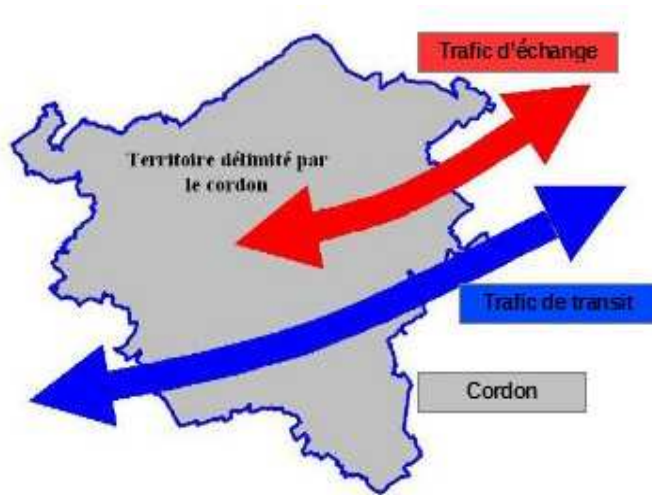 Trafic d'échange
Territoire délimité par
le cordon
Trafic de transit
Cordon